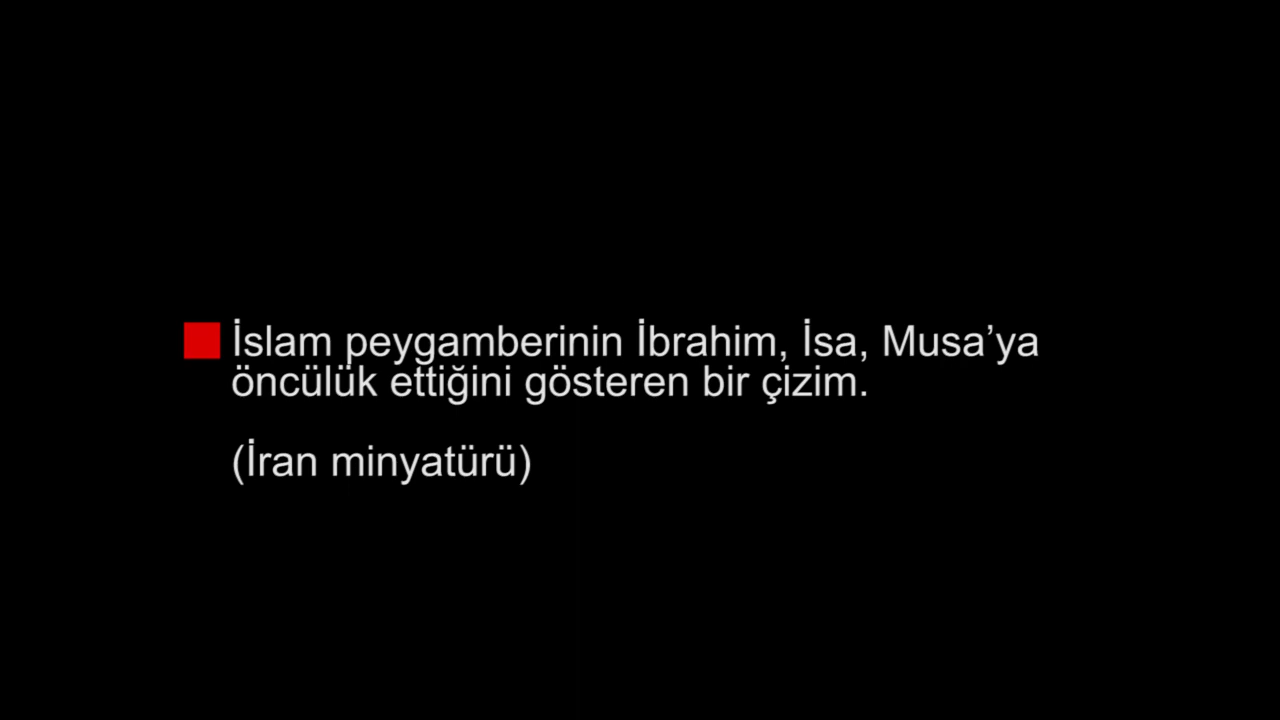 İslam peygamberinin İbrahim, İsa, Musa’ya
öncülük ettiğini gösteren bir çizim.
(İran minyatürü)